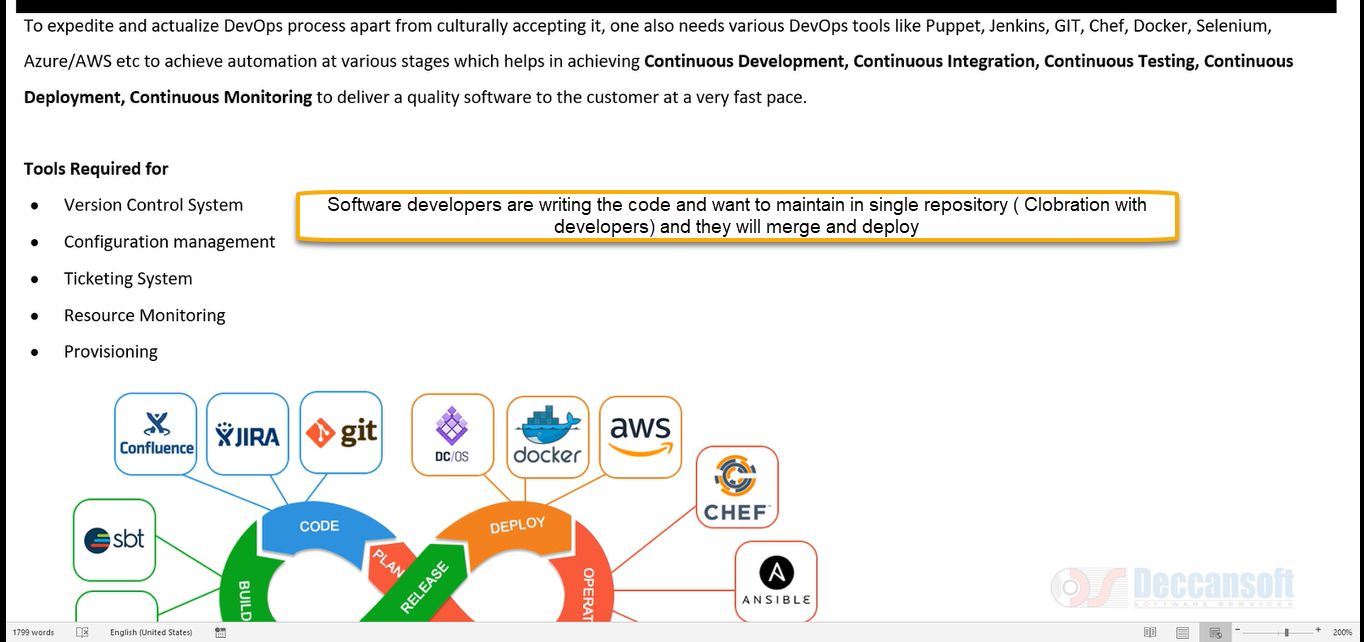 To expedite and actualize DevOps process apart from culturally accepting it, one also needs various DevOps tools like Puppet, Jenkins, GIT, Chef, Docker, Selenium,
Azure/AWS etc to achieve automation at various stages which helps in achieving Continuous Development, Continuous Integration, Continuous Testing, Continuous
Deployment, Continuous Monitoring to deliver a quality software to the customer at a very fast pace.
Tools Required for
• Version Control System
Software developers are writing the code and want to maintain in single repository ( Clobration with
developers) and they will merge and deploy
• Configuration management
• Ticketing System
• Resource Monitoring
• Provisioning
Confluence
JIRA
git
DC/OS
docker
aws
CHEF
sbt
CODE
DEPLOY
PLAN
RELEASE
BUILD
OPERAT
ANSIBLE
Deccansoft
SOFTWARE SERVICES
1799 words
English (United States)
200%